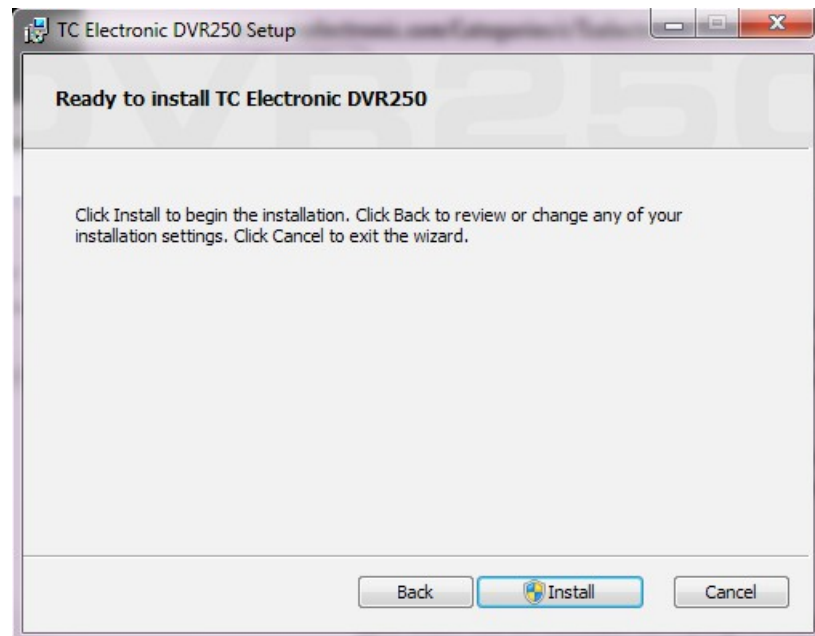 TC Electronic DVR250 Setup
DVR250
Ready to install TC Electronic DVR250
Click Install to begin the installation. Click Back to review or change any of your
installation settings. Click Cancel to exit the wizard.
Back
Install
Cancel